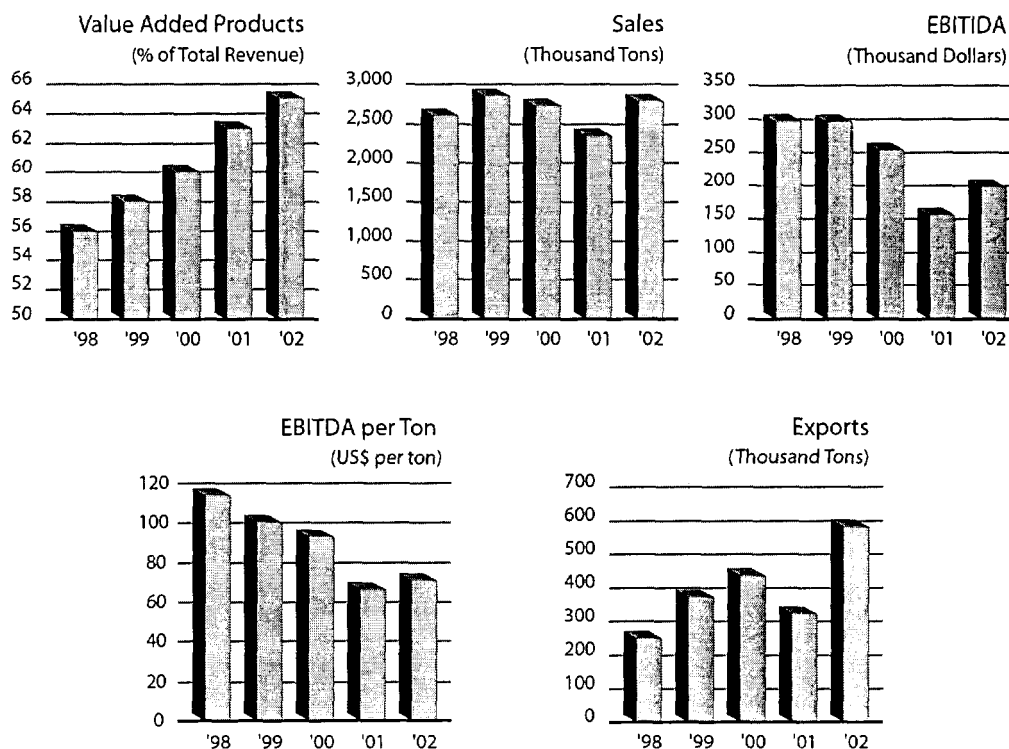 Value Added Products
(% of Total Revenue)
66
64
62
60
58
56
54
52
50
'98 '99 '00 '01 '02
Sales
(Thousand Tons)
3,000
2,500
2,000
1,500
1,000
500
0
'98 '99 '00 '01 '02
EBITIDA
(Thousand Dollars)
350
300
250
200
150
100
50
0
'98 '99 '00 '01 '02
EBITDA per Ton
(US$ per ton)
120
100
80
60
40
20
0
'98 '99 '00 '01 '02
Exports
(Thousand Tons)
700
600
500
400
300
200
100
0
'98 '99 '00 '01 '02